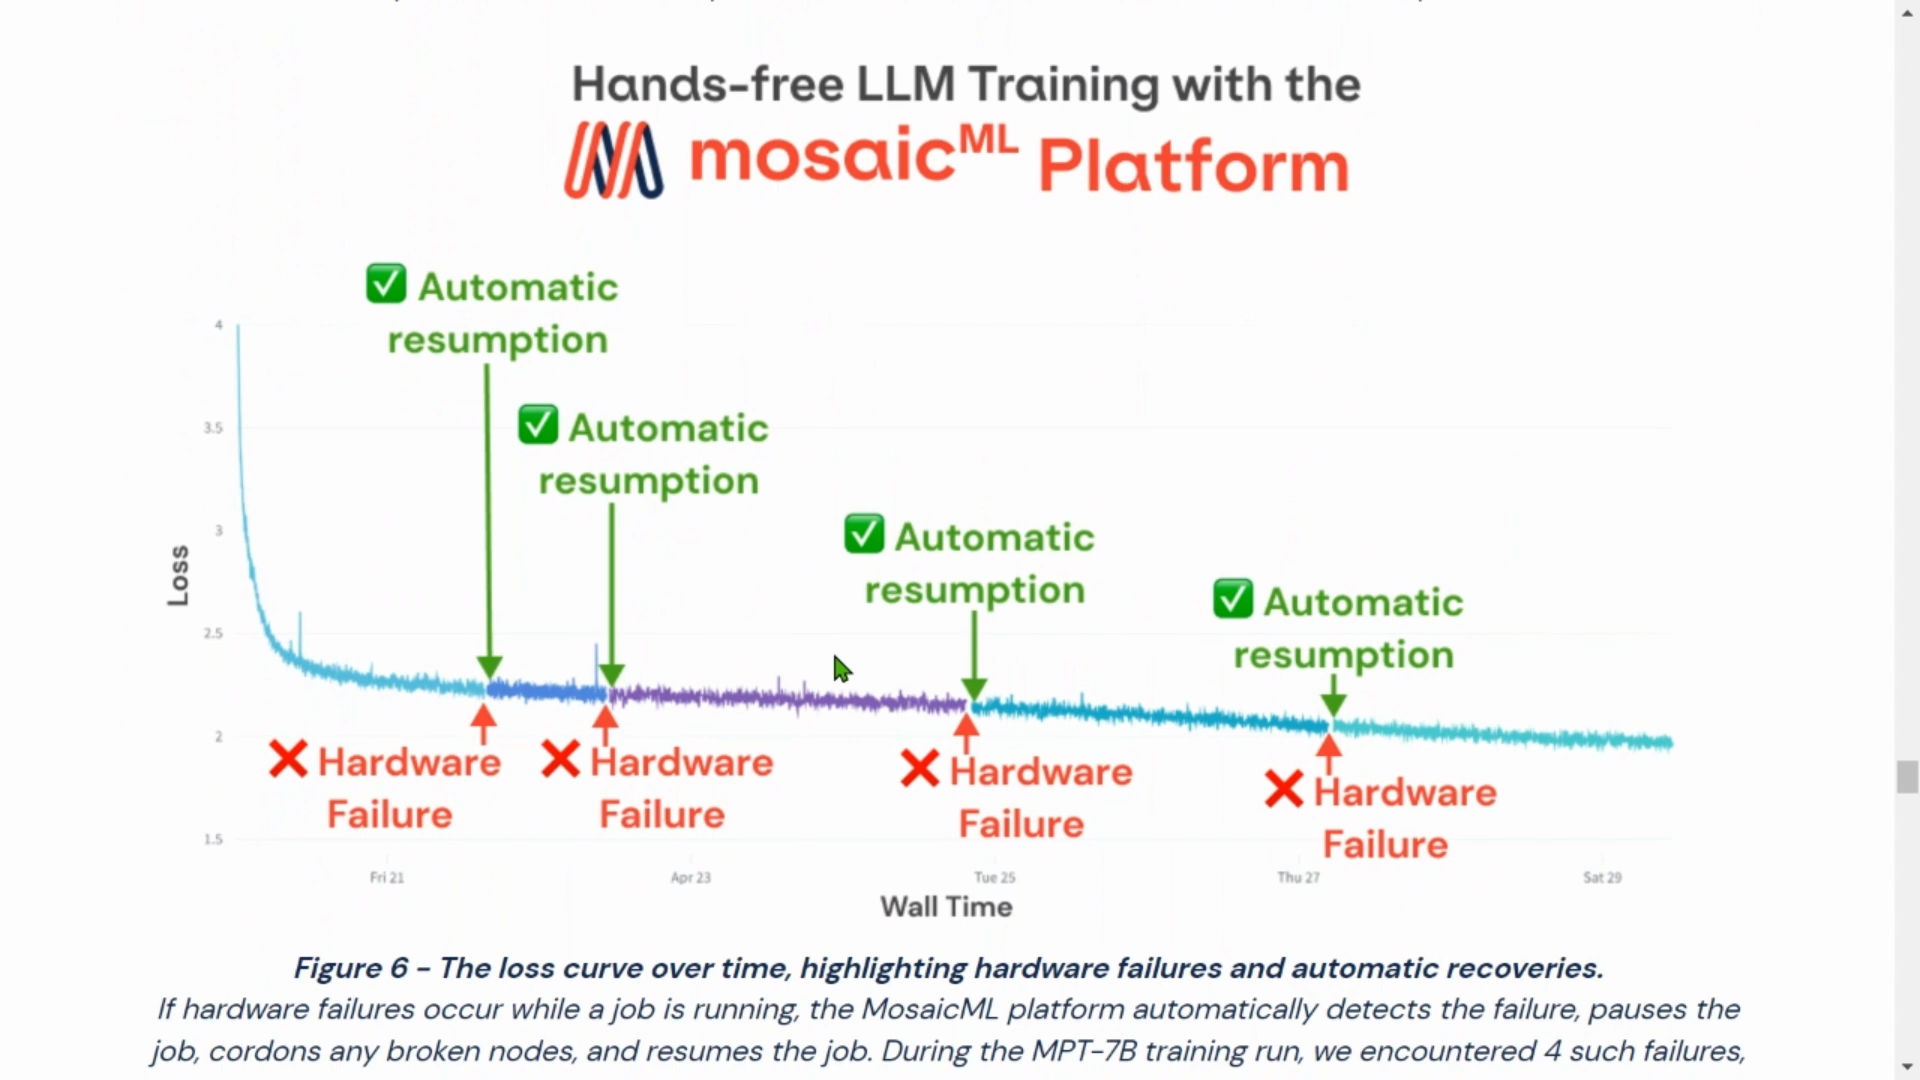 Hands-free LLM Training with the
mosaicML Platform
✅ Automatic
resumption
✅ Automatic
resumption
✅ Automatic
resumption
✅ Automatic
resumption
4
3.5
3
2.5
2
1.5
Loss
❌ Hardware
Failure
❌ Hardware
Failure
❌ Hardware
Failure
❌ Hardware
Failure
Fri 21
Apr 23
Tue 25
Thu 27
Sat 29
Wall Time
Figure 6 - The loss curve over time, highlighting hardware failures and automatic recoveries.
If hardware failures occur while a job is running, the MosaicML platform automatically detects the failure, pauses the
job, cordons any broken nodes, and resumes the job. During the MPT-7B training run, we encountered 4 such failures,